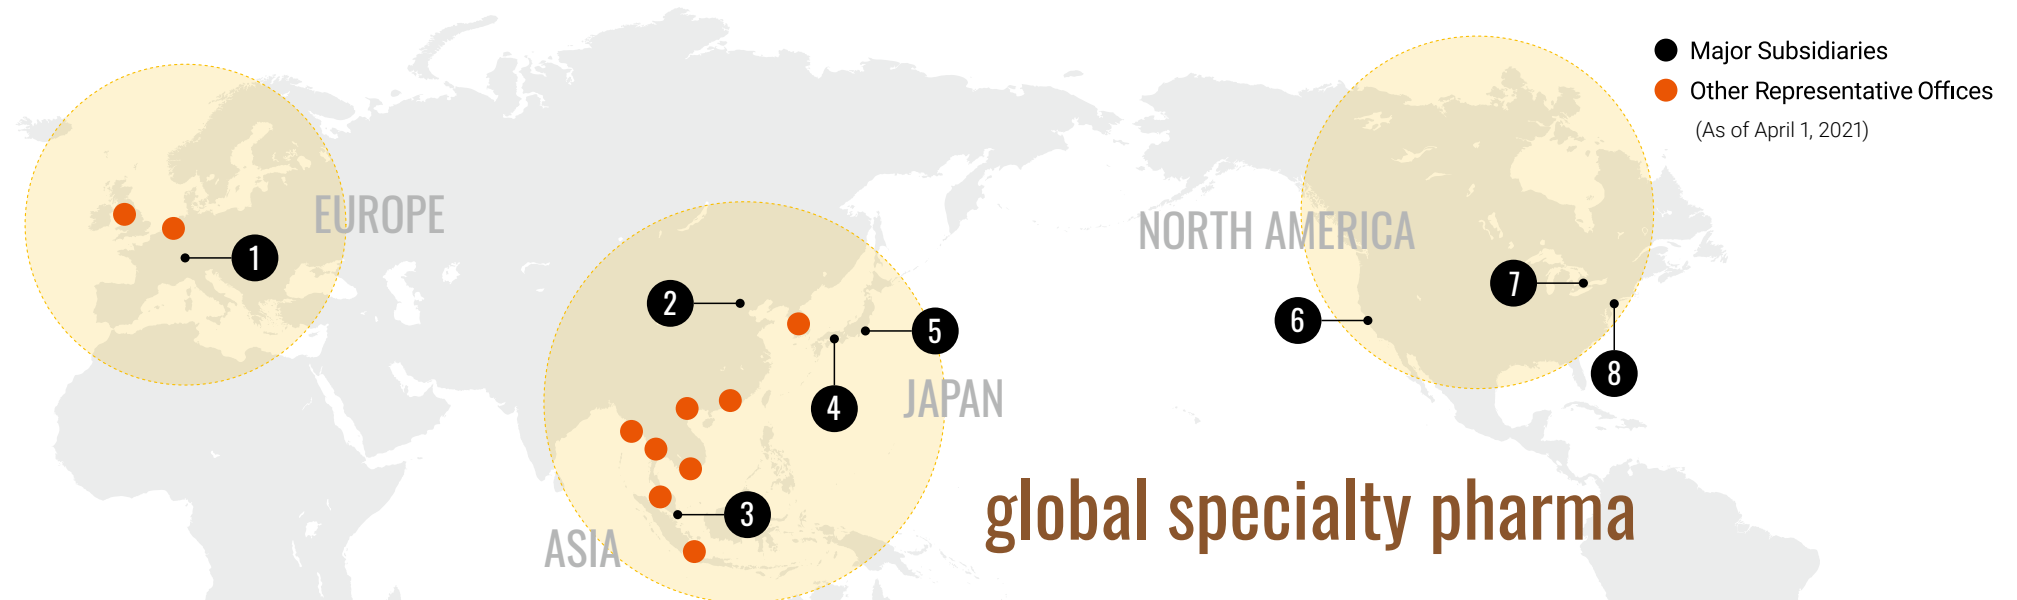 Major Subsidiaries
Other Representative Offices
(As of April 1, 2021)
EUROPE
1
2
5
4
JAPAN
3
ASIA
NORTH AMERICA
7
6
8
global specialty pharma